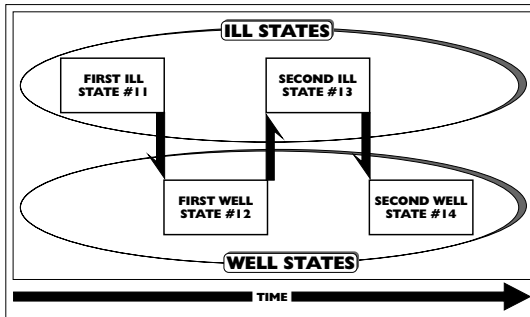 ILL STATES
FIRST ILL
STATE #11
SECOND ILL
STATE #13
FIRST WELL
STATE #12
SECOND WELL
STATE #14
WELL STATES
TIME